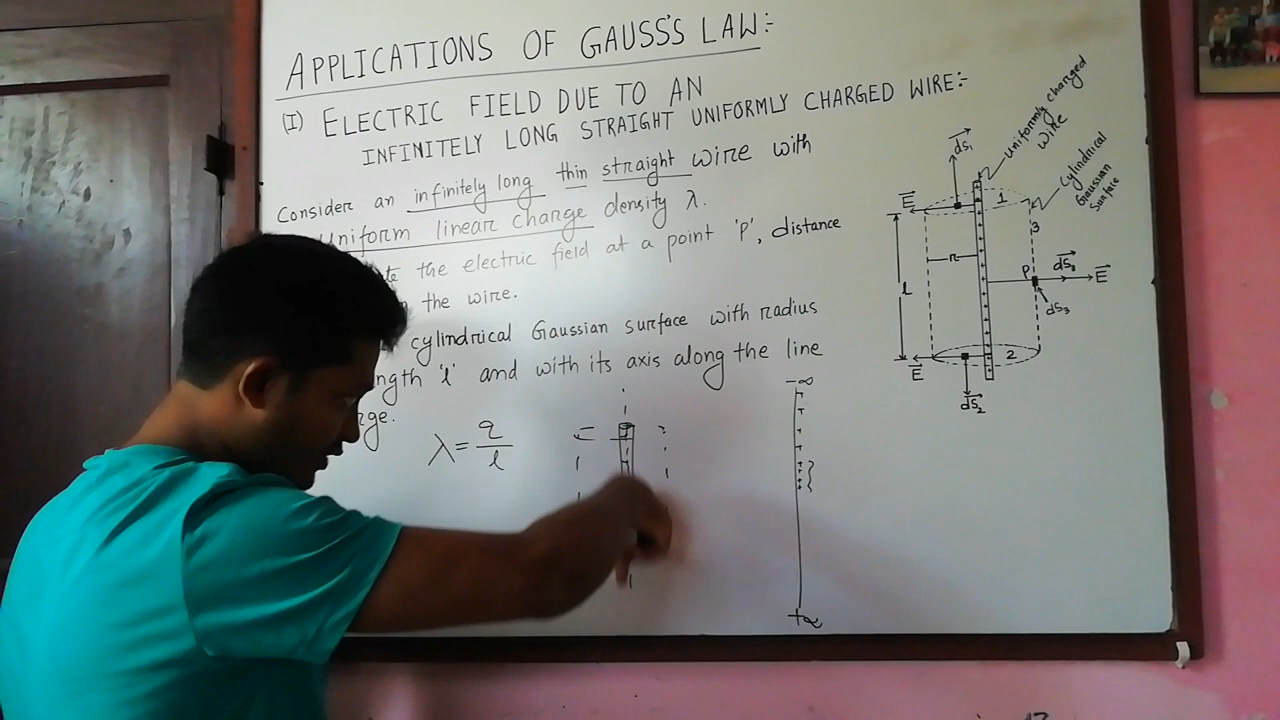 APPLICATIONS OF GAUSS'S LAW:-
(I) ELECTRIC FIELD DUE TO AN
INFINITELY LONG STRAIGHT UNIFORMLY CHARGED WIRE:-
Consider an infinitely long thin straight wire with
Uniform linear charge density λ.
the electric field at a point 'P', distance
the wire.
cylindrical Gaussian surface with radius
'l' and with its axis along the line
λ = q/l
-∞
+∞
uniformly charged
wire
Cylindrical
Gaussian
Surface
dS₁
E
1
3
r
l
P
dS₃
E
dS₃
E
2
dS₂